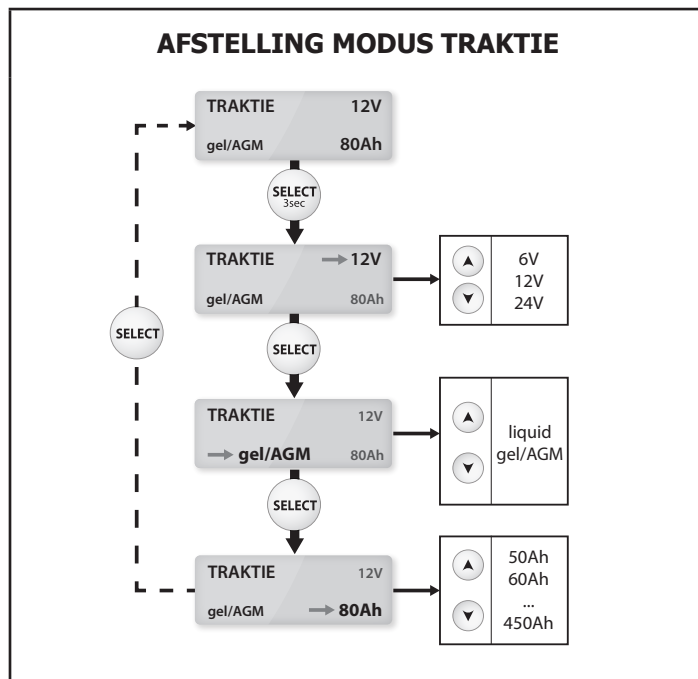 AFSTELLING MODUS TRAKTIE
TRAKTIE 12V
gel/AGM 80Ah
SELECT
3sec
TRAKTIE 12V
gel/AGM 80Ah
6V
12V
24V
SELECT
SELECT
TRAKTIE 12V
gel/AGM 80Ah
liquid
gel/AGM
SELECT
TRAKTIE 12V
gel/AGM 80Ah
50Ah
60Ah
...
450Ah